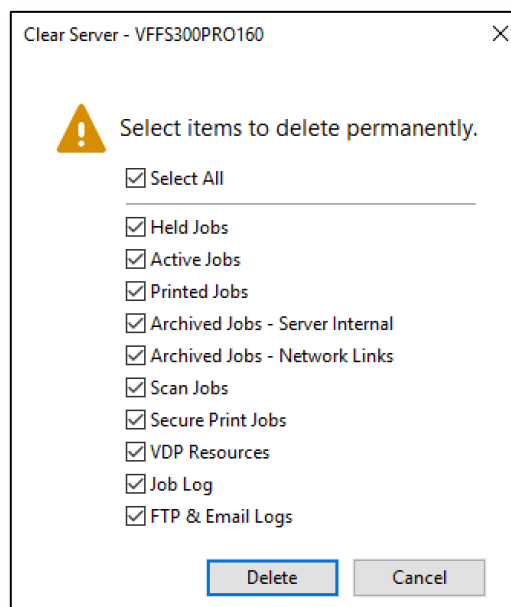 Clear Server - VFFS300PRO160
Select items to delete permanently.
Select All
Held Jobs
Active Jobs
Printed Jobs
Archived Jobs - Server Internal
Archived Jobs - Network Links
Scan Jobs
Secure Print Jobs
VDP Resources
Job Log
FTP & Email Logs
Delete Cancel